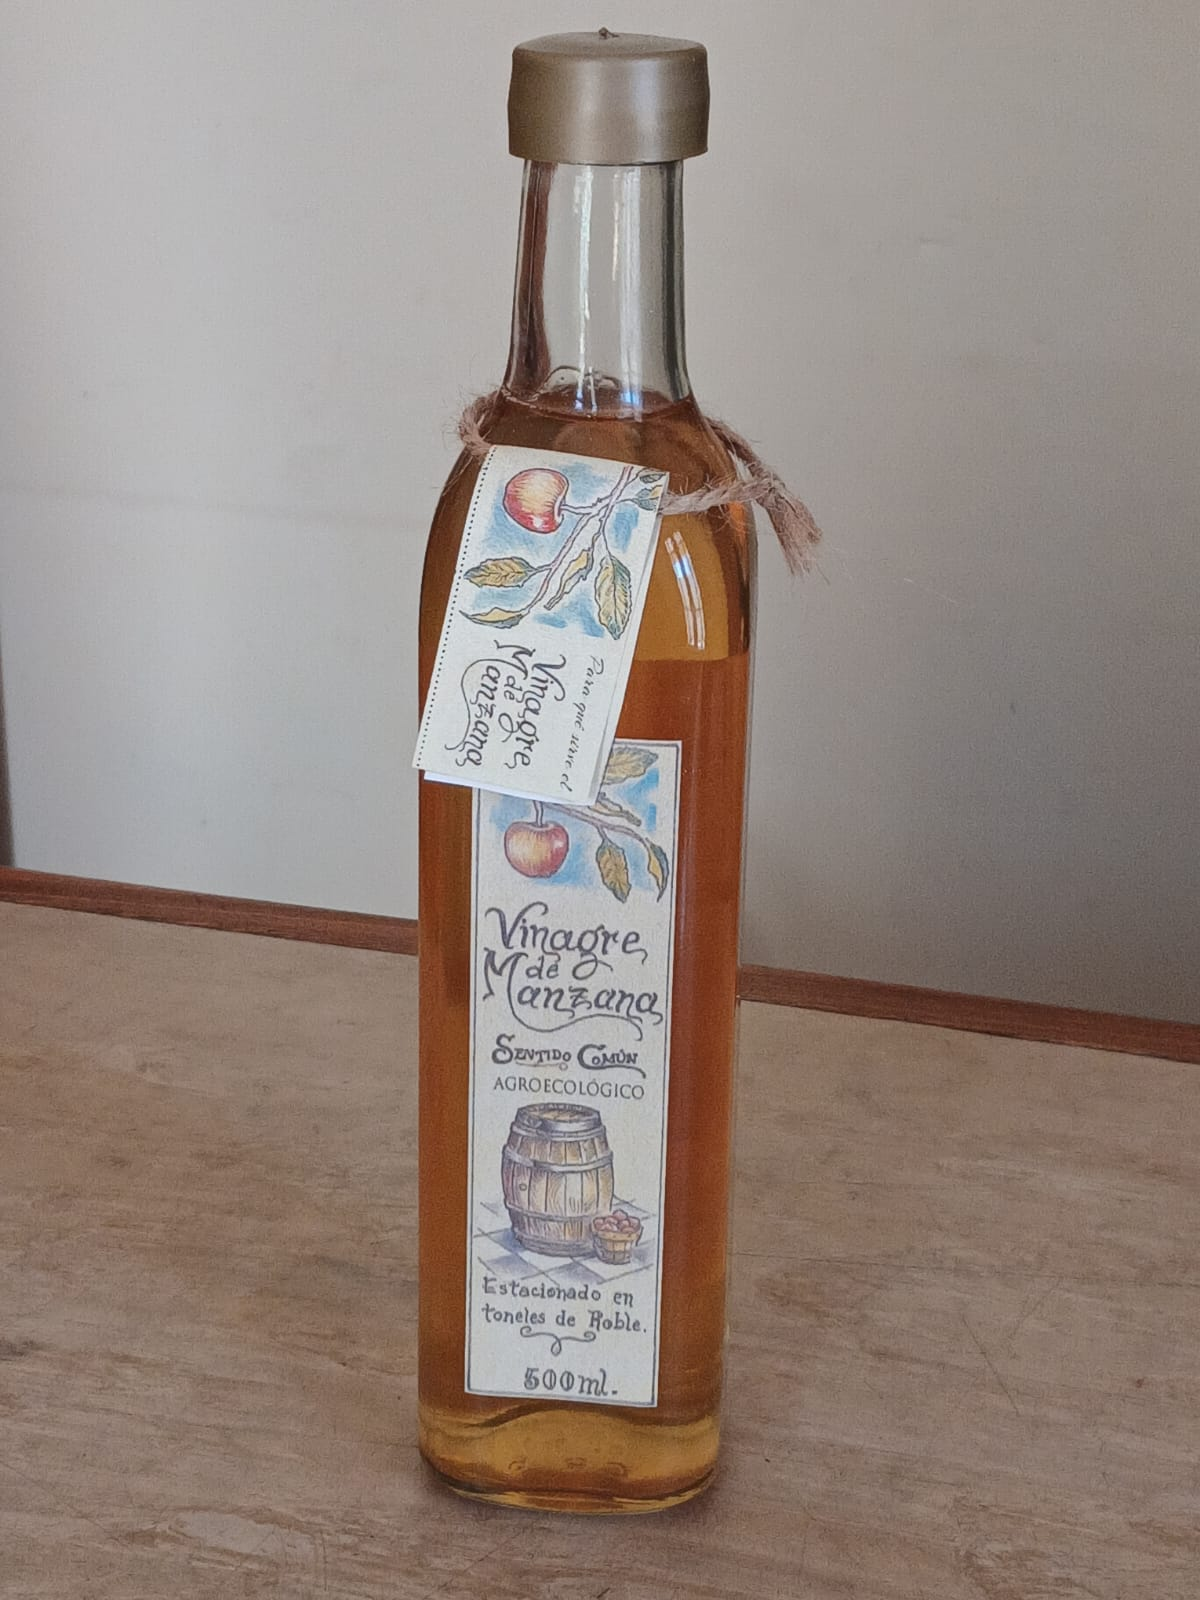 Para qué sirve el
Vinagre
de
Manzana
Vinagre
de
Manzana
SENTIDO COMÚN
AGROECOLÓGICO
Estacionado en
toneles de Roble.
500ml.